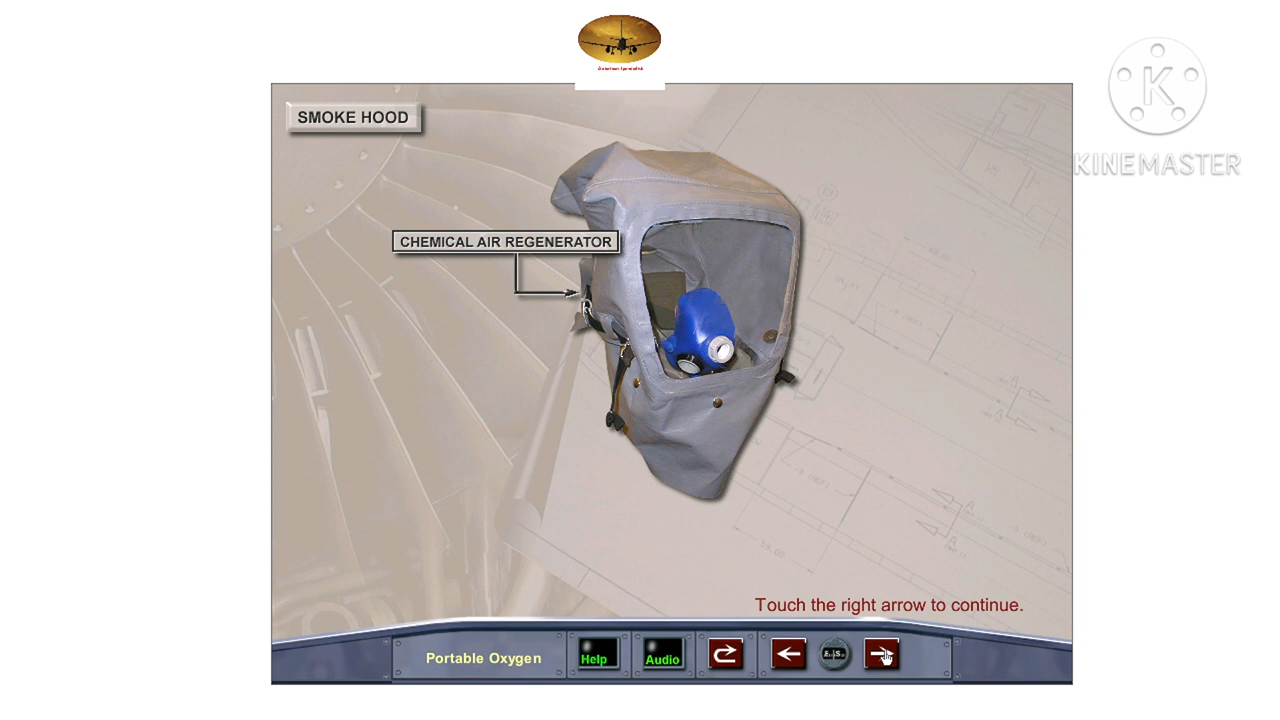 KINEMASTER
SMOKE HOOD
CHEMICAL AIR REGENERATOR
Touch the right arrow to continue.
Portable Oxygen
Help
Audio